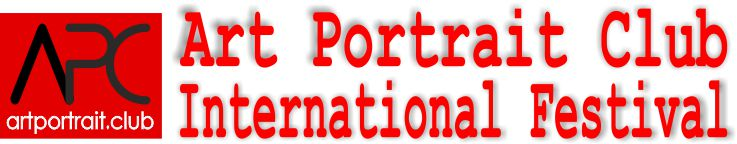 APC
artportrait.club
Art Portrait Club
International Festival